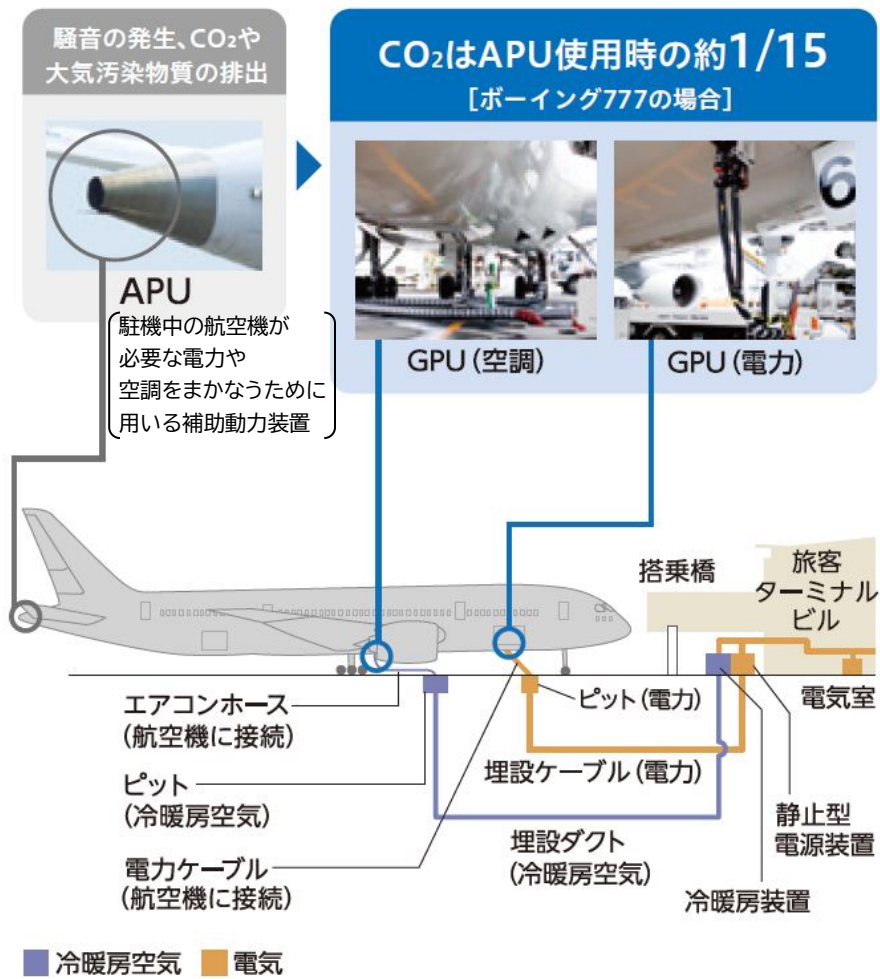 騒音の発生、CO₂や
大気汚染物質の排出
CO₂はAPU使用時の約1/15
[ボーイング777の場合]
6
APU
駐機中の航空機が
必要な電力や
空調をまかなうために
用いる補助動力装置
GPU(空調)
GPU(電力)
搭乗橋
旅客
ターミナル
ビル
エアコンホース
(航空機に接続)
ピット(電力)
電気室
ピット
(冷暖房空気)
埋設ケーブル(電力)
静止型
電源装置
電力ケーブル
(航空機に接続)
埋設ダクト
(冷暖房空気)
冷暖房装置
冷暖房空気
電気